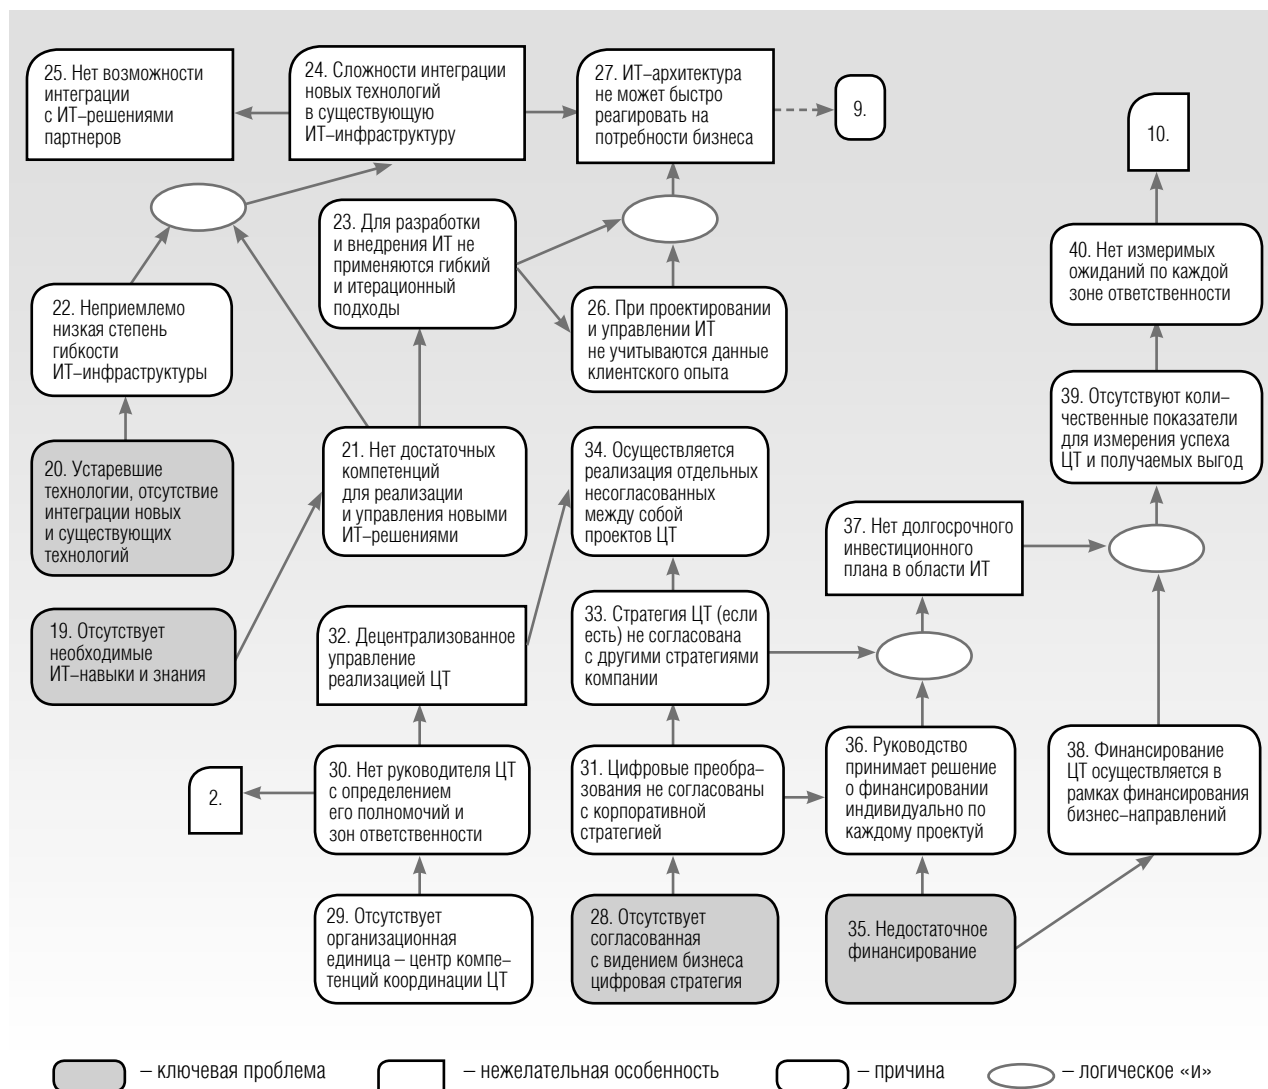 25. Нет возможности
интеграции
с ИТ–решениями
партнеров
24. Сложности интеграции
новых технологий
в существующую
ИТ–инфраструктуру
27. ИТ–архитектура
не может быстро
реагировать на
потребности бизнеса
9.
10.
23. Для разработки
и внедрения ИТ не
применяются гибкий
и итерационный
подходы
40. Нет измеримых
ожиданий по каждой
зоне ответственности
22. Неприемлемо
низкая степень
гибкости
ИТ–инфраструктуры
26. При проектировании
и управлении ИТ
не учитываются данные
клиентского опыта
39. Отсутствуют коли–
чественные показатели
для измерения успеха
ЦТ и получаемых выгод
20. Устаревшие
технологии, отсутствие
интеграции новых
и существующих
технологий
21. Нет достаточных
компетенций
для реализации
и управления новыми
ИТ–решениями
34. Осуществляется
реализация отдельных
несогласованных
между собой
проектов ЦТ
37. Нет долгосрочного
инвестиционного
плана в области ИТ
19. Отсутствует
необходимые
ИТ–навыки и знания
32. Децентрализованное
управление
реализацией ЦТ
33. Стратегия ЦТ (если
есть) не согласована
с другими стратегиями
компании
2.
30. Нет руководителя ЦТ
с определением
его полномочий и
зон ответственности
31. Цифровые преобра–
зования не согласованы
с корпоративной
стратегией
36. Руководство
принимает решение
о финансировании
индивидуально по
каждому проектуй
38. Финансирование
ЦТ осуществляется в
рамках финансирования
бизнес–направлений
29. Отсутствует
организационная
единица – центр компе–
тенций координации ЦТ
28. Отсутствует
согласованная
с видением бизнеса
цифровая стратегия
35. Недостаточное
финансирование
– ключевая проблема
– нежелательная особенность
– причина
– логическое «и»